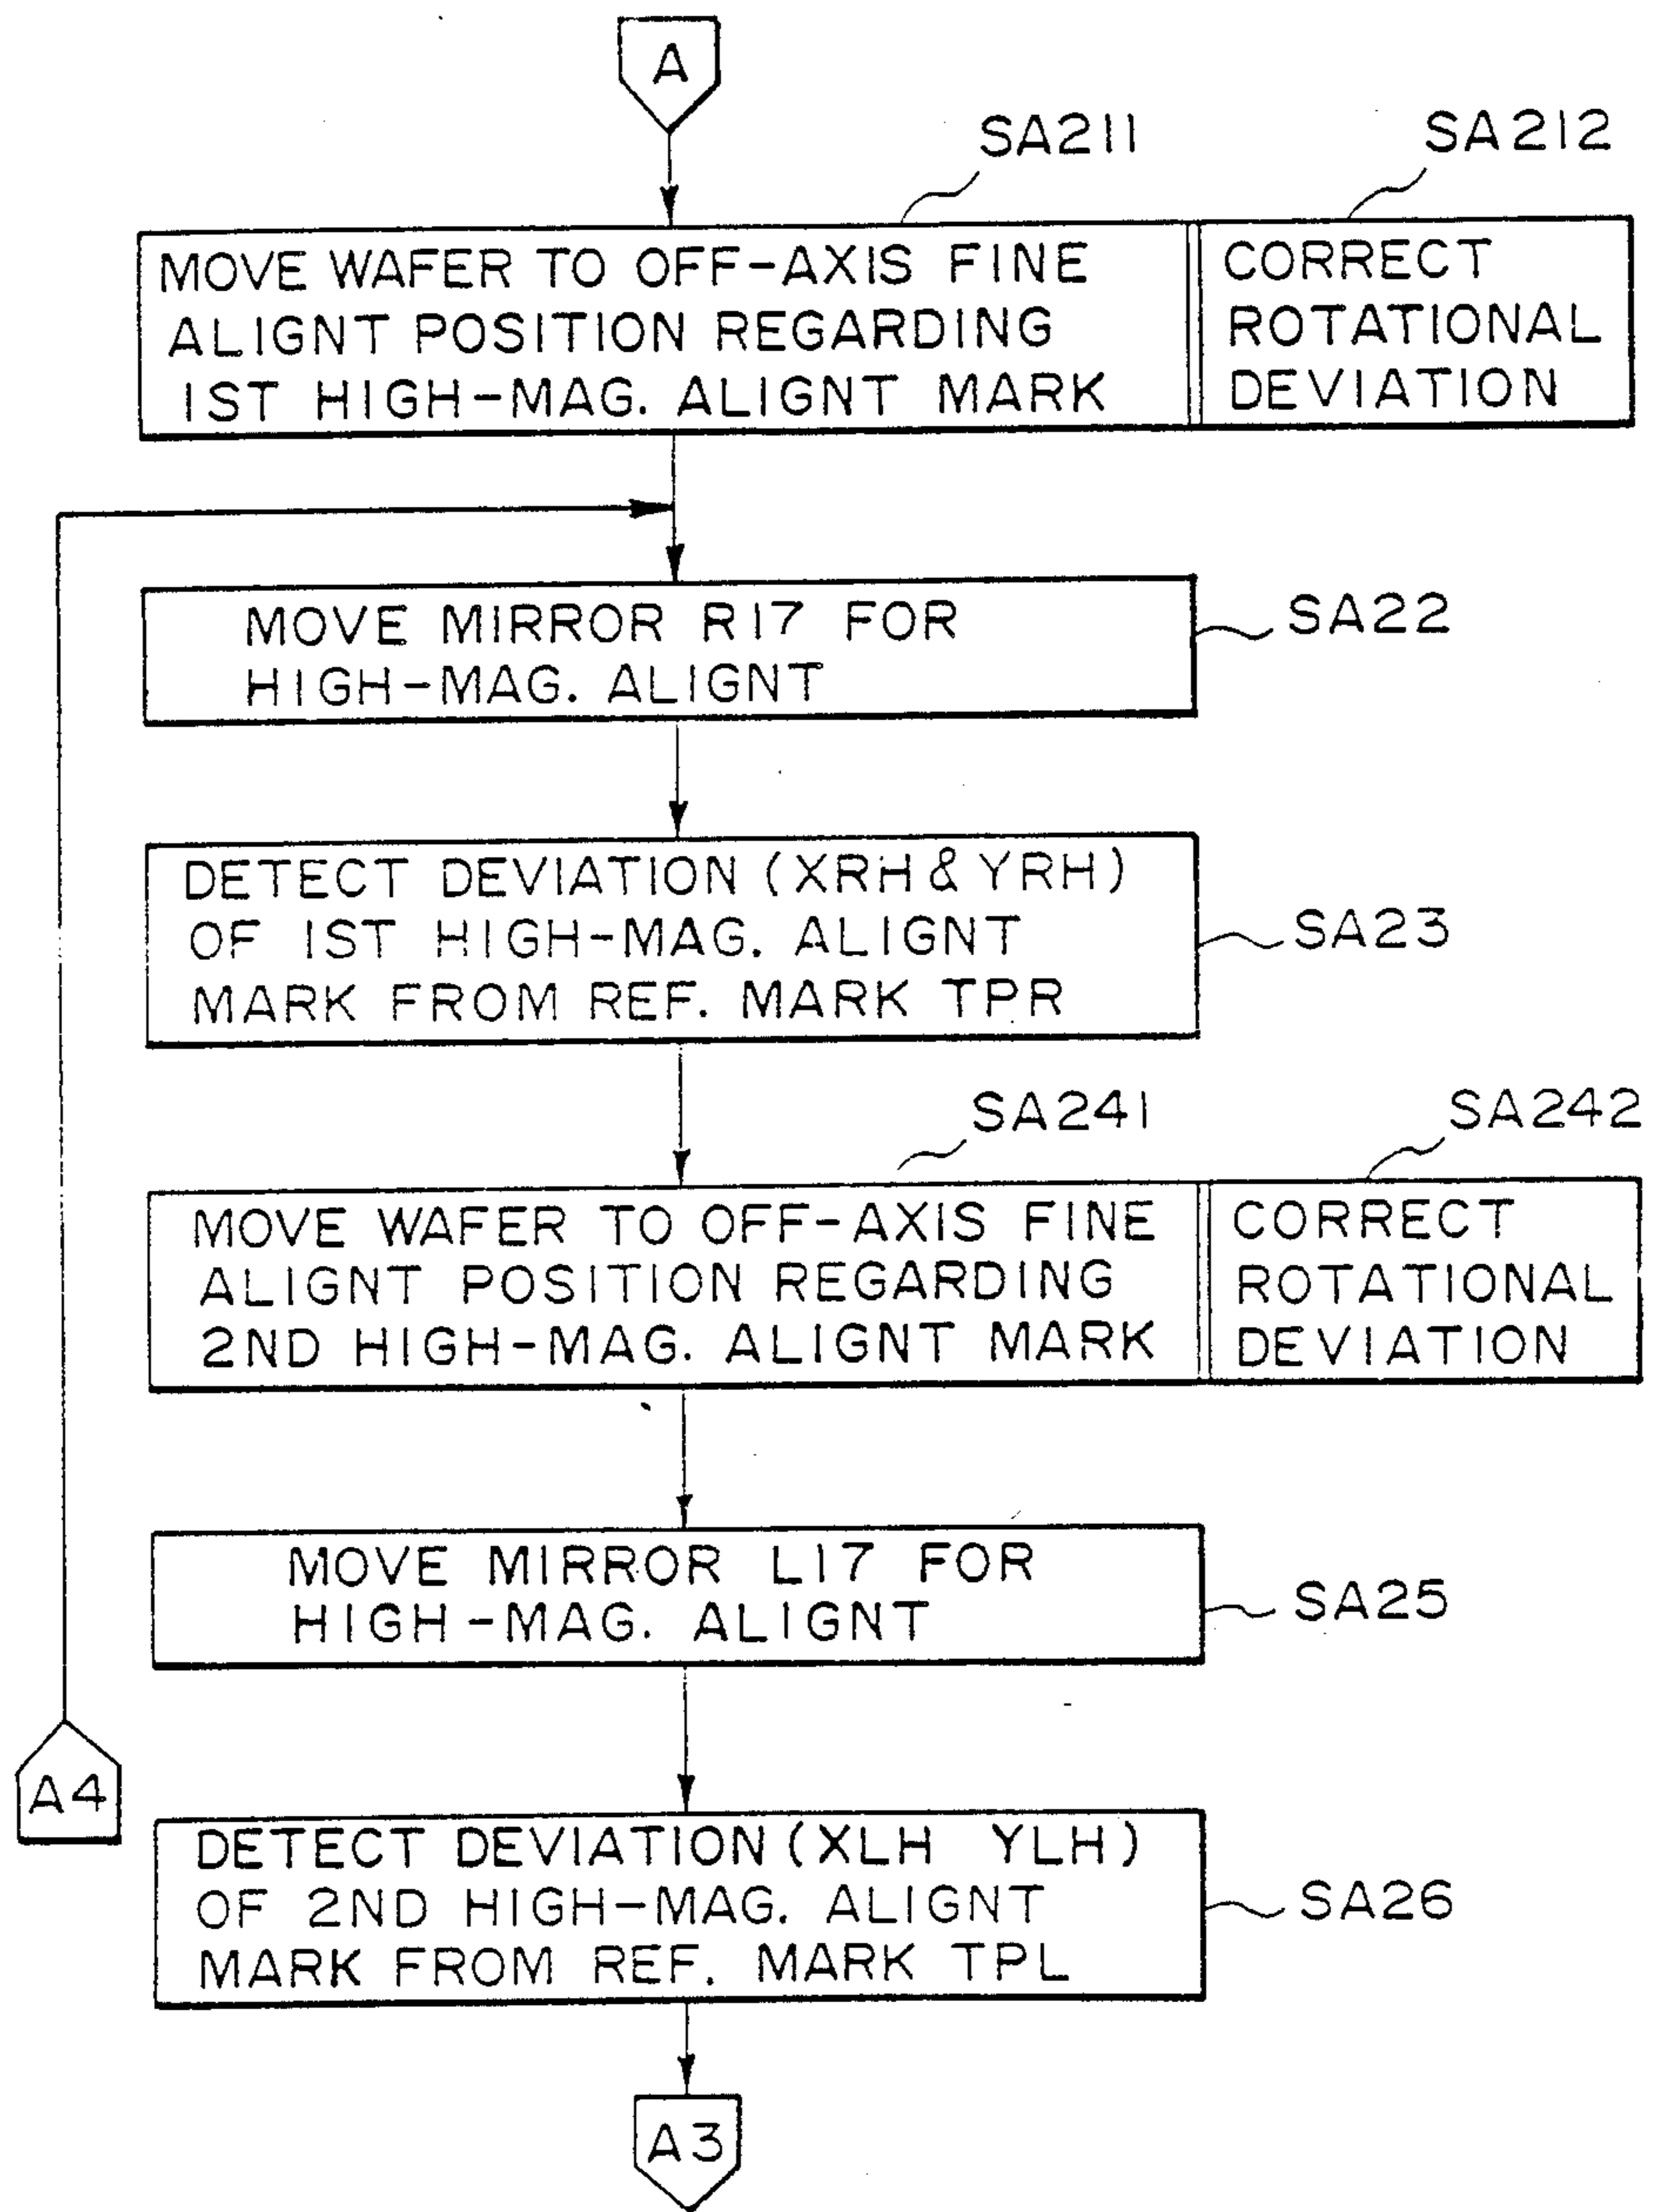 A
SA211
SA212
MOVE WAFER TO OFF-AXIS FINE
ALIGNT POSITION REGARDING
1ST HIGH-MAG. ALIGNT MARK
CORRECT
ROTATIONAL
DEVIATION
MOVE MIRROR R17 FOR
HIGH-MAG. ALIGNT
SA22
DETECT DEVIATION (XRH & YRH)
OF 1ST HIGH-MAG. ALIGNT
MARK FROM REF. MARK TPR
SA23
SA241
SA242
MOVE WAFER TO OFF-AXIS FINE
ALIGNT POSITION REGARDING
2ND HIGH-MAG. ALIGNT MARK
CORRECT
ROTATIONAL
DEVIATION
MOVE MIRROR L17 FOR
HIGH-MAG. ALIGNT
SA25
A4
DETECT DEVIATION (XLH YLH)
OF 2ND HIGH-MAG. ALIGNT
MARK FROM REF. MARK TPL
SA26
A3